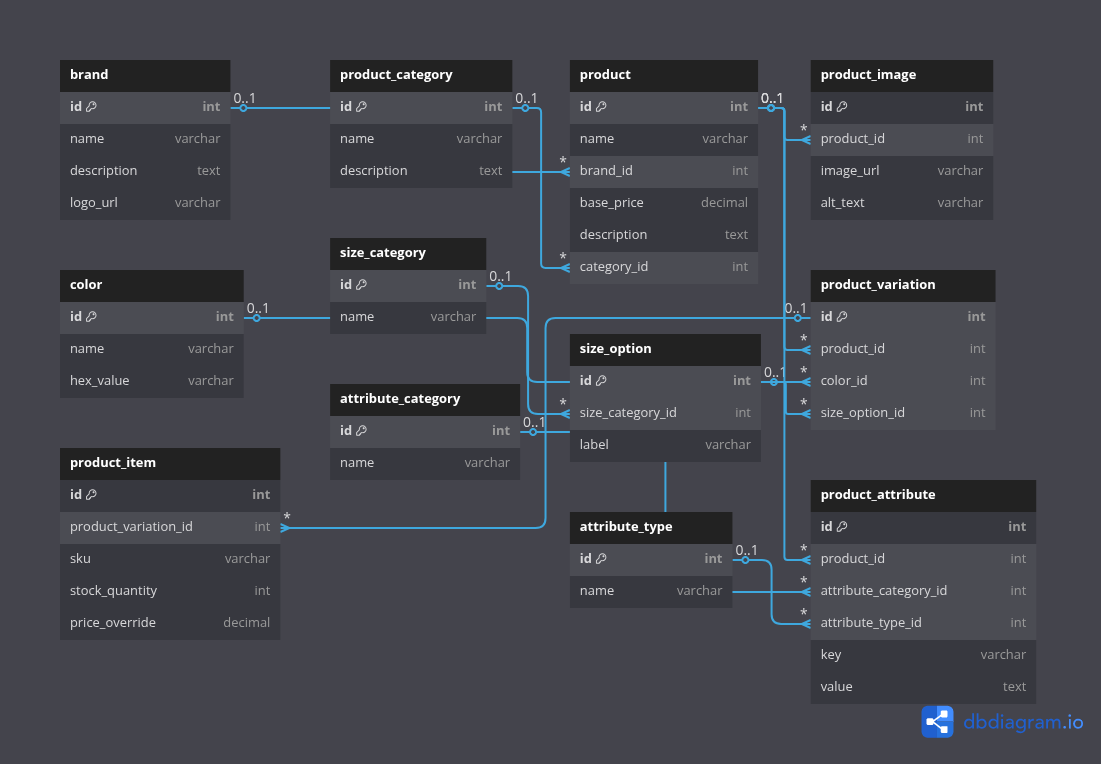 brand
id int
name varchar
description text
logo_url varchar
0..1
product_category
id int
name varchar
description text
0..1
product
id int
name varchar
* brand_id int
base_price decimal
description text
* category_id int
0..1
product_image
id int
* product_id int
image_url varchar
alt_text varchar
color
id int
name varchar
hex_value varchar
0..1
size_category
id int
name varchar
0..1
size_option
id int
* size_category_id int
label varchar
0..1
product_variation
0..1
id int
* product_id int
* color_id int
* size_option_id int
attribute_category
id int
name varchar
0..1
product_item
id int
product_variation_id int *
sku varchar
stock_quantity int
price_override decimal
attribute_type
id int
name varchar
0..1
product_attribute
id int
* product_id int
* attribute_category_id int
* attribute_type_id int
key varchar
value text
dbdiagram.io